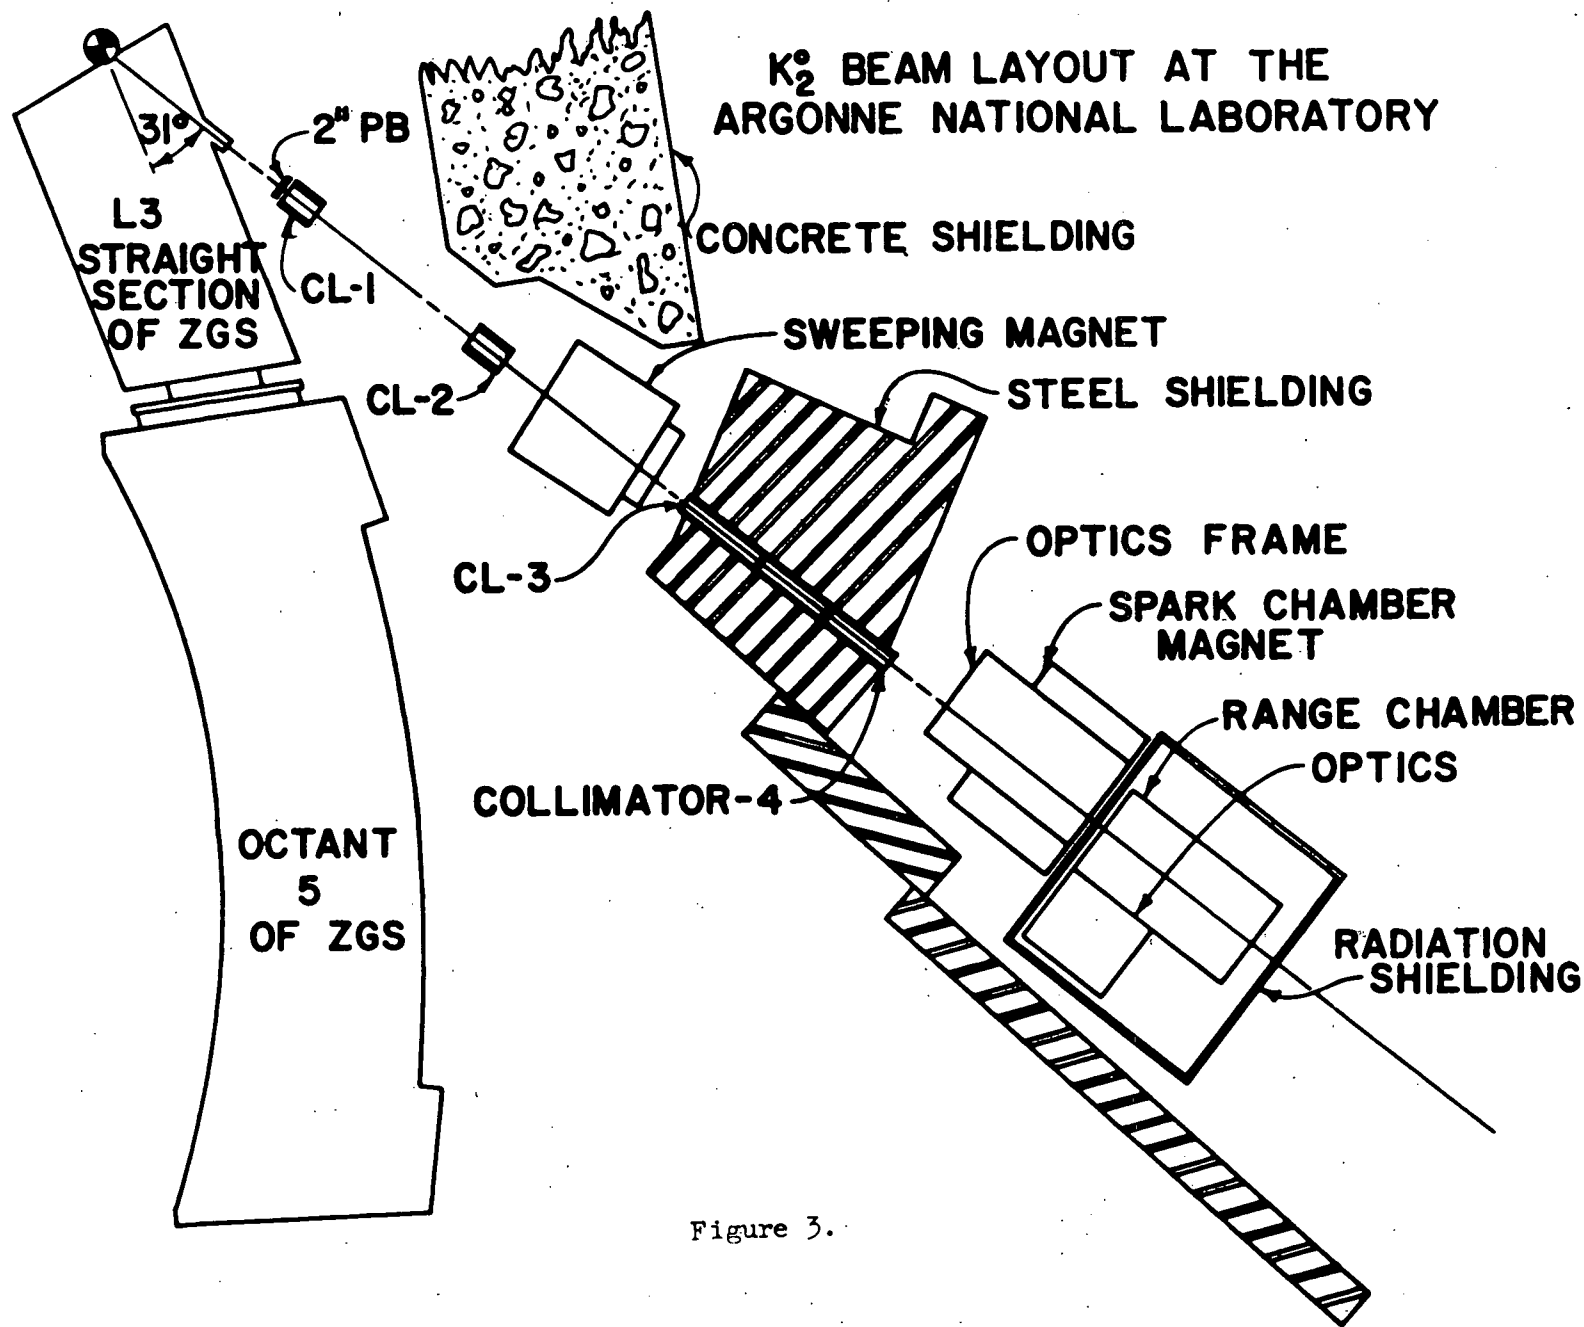 K₂⁰ BEAM LAYOUT AT THE
ARGONNE NATIONAL LABORATORY
31°
2" PB
L3
STRAIGHT
SECTION
OF ZGS
CL-1
CONCRETE SHIELDING
SWEEPING MAGNET
CL-2
STEEL SHIELDING
OPTICS FRAME
CL-3
SPARK CHAMBER
MAGNET
RANGE CHAMBER
OPTICS
COLLIMATOR-4
OCTANT
5
OF ZGS
RADIATION
SHIELDING
Figure 3.